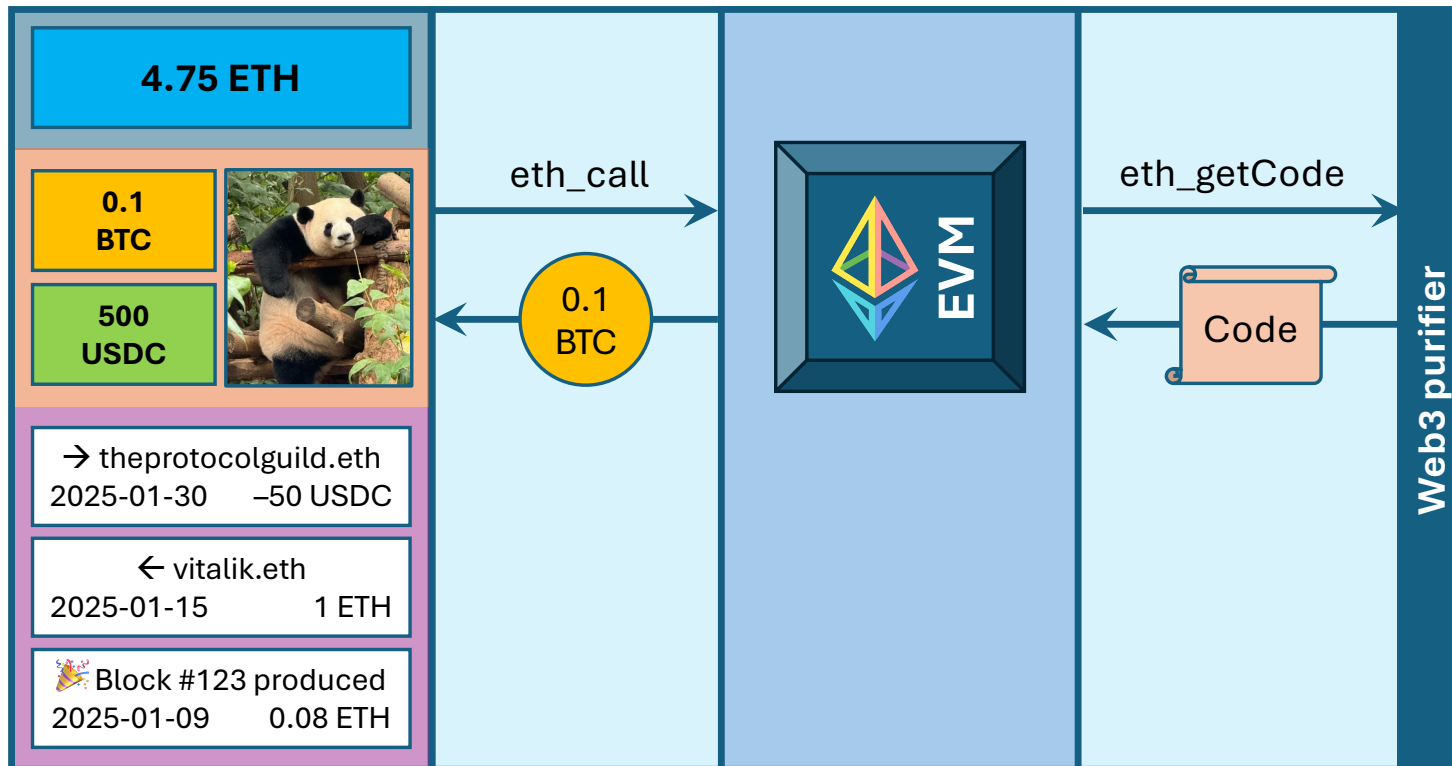 4.75 ETH
0.1
BTC
500
USDC
→ theprotocolguild.eth
2025-01-30 –50 USDC
← vitalik.eth
2025-01-15 1 ETH
🎉 Block #123 produced
2025-01-09 0.08 ETH
eth_call
0.1
BTC
EVM
eth_getCode
Code
Web3 purifier